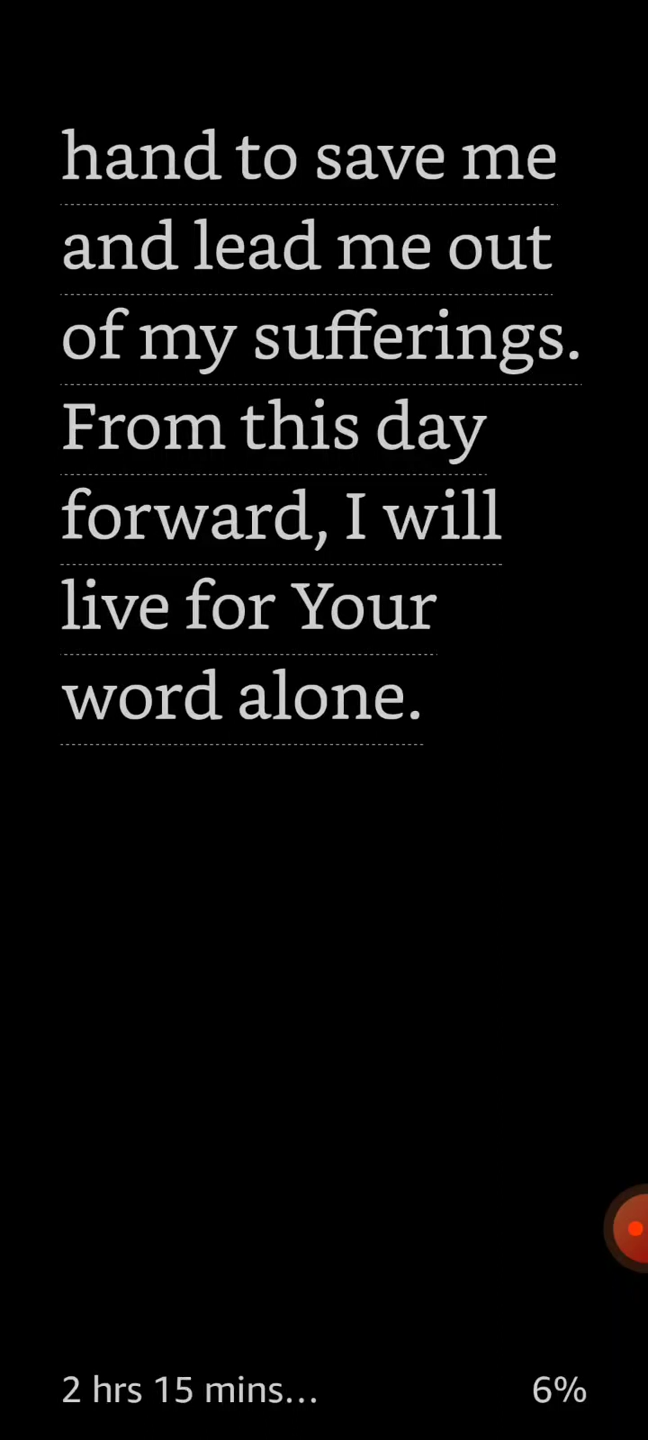 hand to save me
and lead me out
of my sufferings.
From this day
forward, I will
live for Your
word alone.
2 hrs 15 mins... 6%